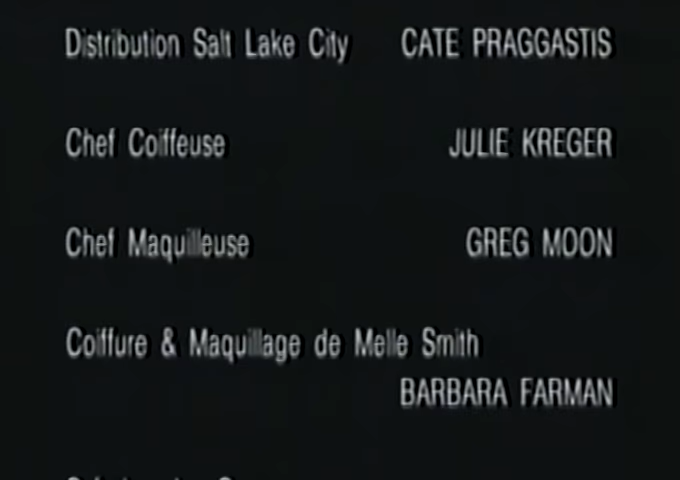 Distribution Salt Lake City CATE PRAGGASTIS
Chef Coiffeuse JULIE KREGER
Chef Maquilleuse GREG MOON
Coiffure & Maquillage de Melle Smith
BARBARA FARMAN